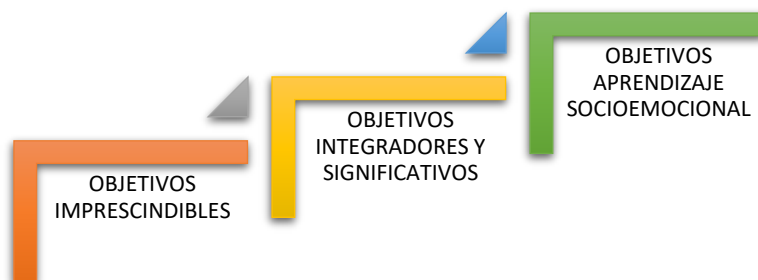 OBJETIVOS
IMPRESCINDIBLES
OBJETIVOS
INTEGRADORES Y
SIGNIFICATIVOS
OBJETIVOS
APRENDIZAJE
SOCIOEMOCIONAL